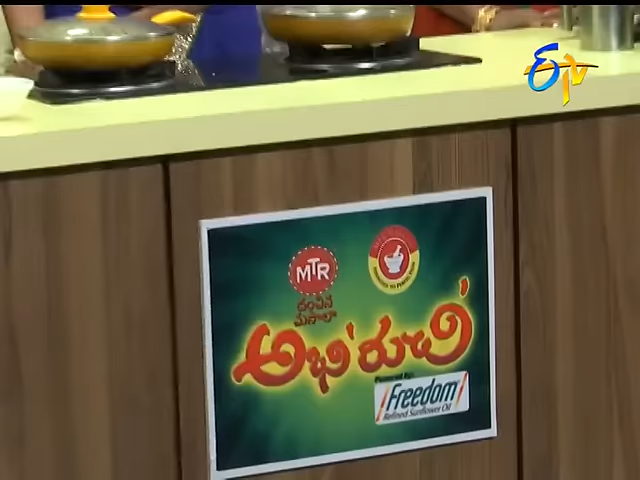 ETV
MTR
అభిరుచి
Powered By:
Freedom
Refined Sunflower Oil